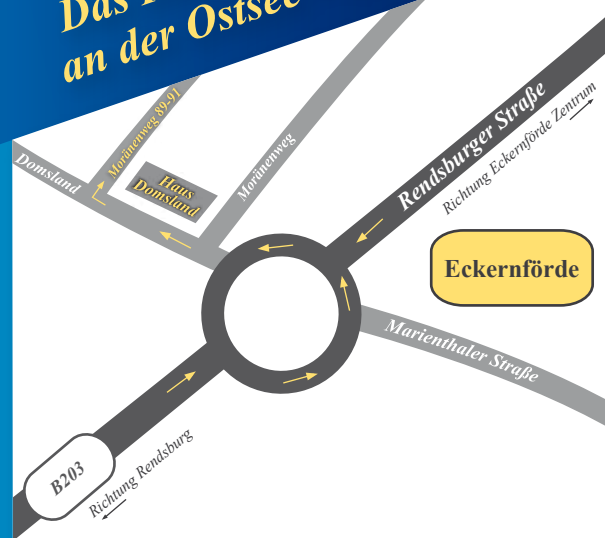 Das
an der Ostsee
Moränenweg 89-91
Domsland
Haus
Domsland
Moränenweg
Rendsburger Straße
Richtung Eckernförde Zentrum
Eckernförde
Marienthaler Straße
B203
Richtung Rendsburg